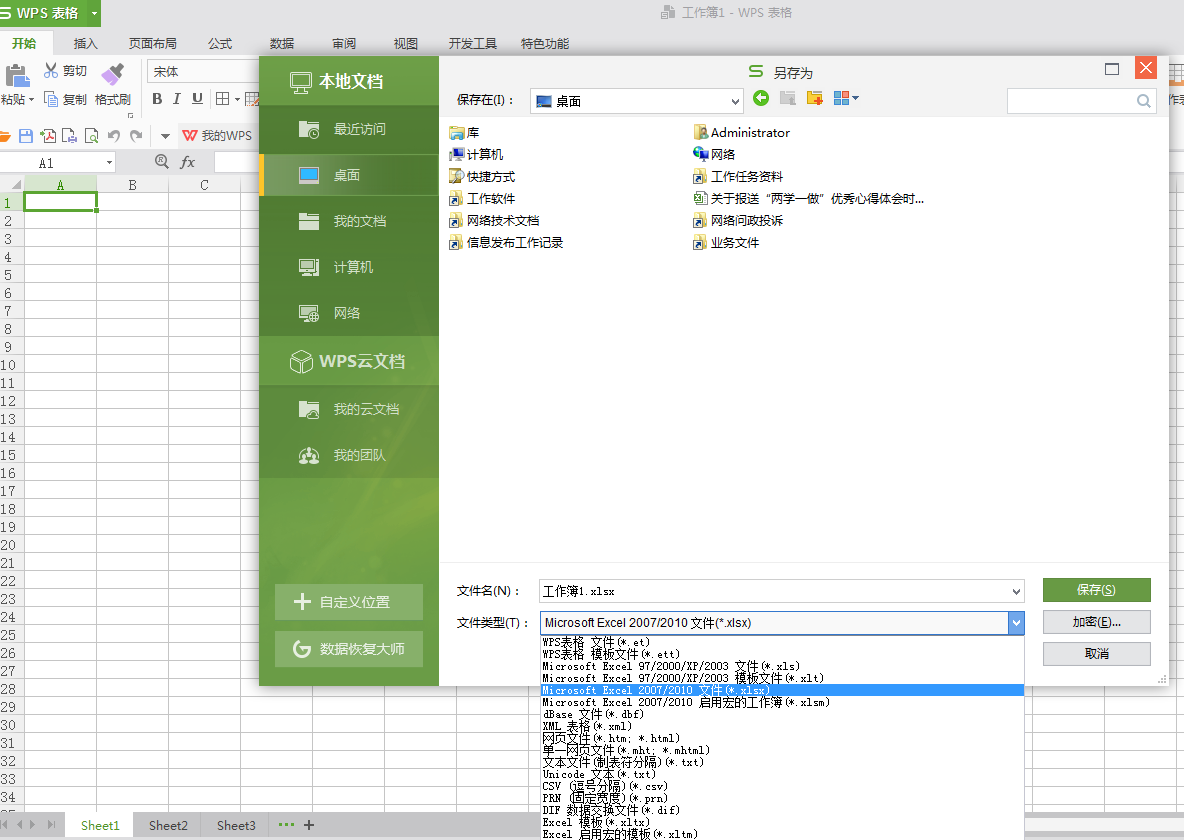 S WPS 表格
工作簿1 - WPS 表格
开始 插入 页面布局 公式 数据 审阅 视图 开发工具 特色功能
粘贴 剪切 复制 格式刷
宋体
B I U
我的WPS
A1 fx
A B C
1
2
3
4
5
6
7
8
9
10
11
12
13
14
15
16
17
18
19
20
21
22
23
24
25
26
27
28
29
30
31
32
33
34
本地文档
最近访问
桌面
我的文档
计算机
网络
WPS云文档
我的云文档
我的团队
自定义位置
数据恢复大师
另存为
保存在(I)： 桌面
库 Administrator
计算机 网络
快捷方式 工作任务资料
工作软件 关于报送“两学一做”优秀心得体会时...
网络技术文档 网络问政投诉
信息发布工作记录 业务文件
文件名(N)： 工作簿1.xlsx 保存(S)
文件类型(T)： Microsoft Excel 2007/2010 文件(*.xlsx) 加密(E)...
取消
WPS表格 文件(*.et)
WPS表格 模板文件(*.ett)
Microsoft Excel 97/2000/XP/2003 文件(*.xls)
Microsoft Excel 97/2000/XP/2003 模板文件(*.xlt)
Microsoft Excel 2007/2010 文件(*.xlsx)
Microsoft Excel 2007/2010 启用宏的工作簿(*.xlsm)
dBase 文件(*.dbf)
XML 表格(*.xml)
网页文件(*.htm; *.html)
单一网页文件(*.mht; *.mhtml)
文本文件(制表符分隔)(*.txt)
Unicode 文本(*.txt)
CSV (逗号分隔)(*.csv)
PRN (固定宽度)(*.prn)
DIF 数据交换文件(*.dif)
Excel 模板(*.xltx)
Excel 启用宏的模板(*.xltm)
Sheet1 Sheet2 Sheet3 ··· +